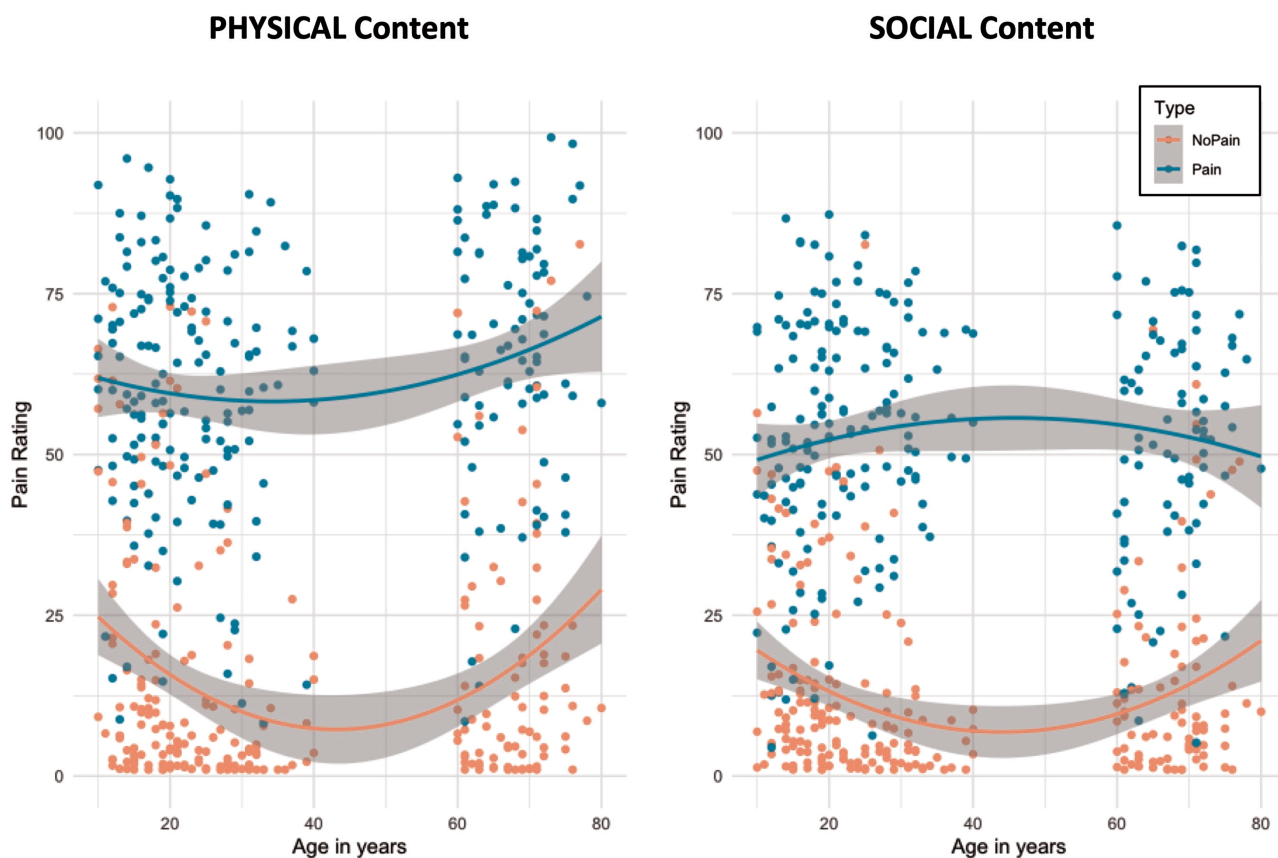 PHYSICAL Content
SOCIAL Content
Type
NoPain
Pain
100
75
50
25
0
Pain Rating
20
40
60
80
Age in years
100
75
50
25
0
Pain Rating
20
40
60
80
Age in years